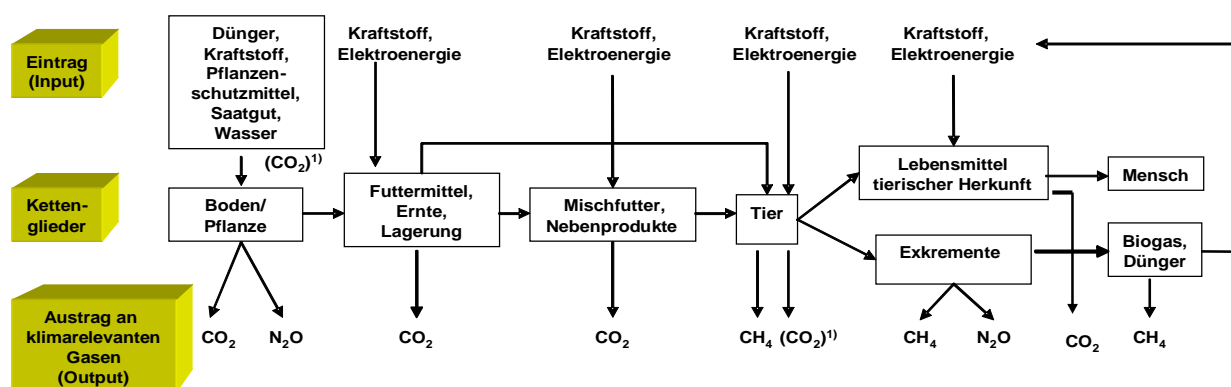 Eintrag
(Input)
Dünger,
Kraftstoff,
Pflanzen-
schutzmittel,
Saatgut,
Wasser
Kraftstoff,
Elektroenergie
Kraftstoff,
Elektroenergie
Kraftstoff,
Elektroenergie
Kraftstoff,
Elektroenergie
(CO₂)¹⁾
Ketten-
glieder
Boden/
Pflanze
Futtermittel,
Ernte,
Lagerung
Mischfutter,
Nebenprodukte
Tier
Lebensmittel
tierischer Herkunft
Mensch
Exkremente
Biogas,
Dünger
Austrag an
klimarelevanten
Gasen
(Output)
CO₂
N₂O
CO₂
CO₂
CH₄ (CO₂)¹⁾
CH₄
N₂O
CO₂
CH₄